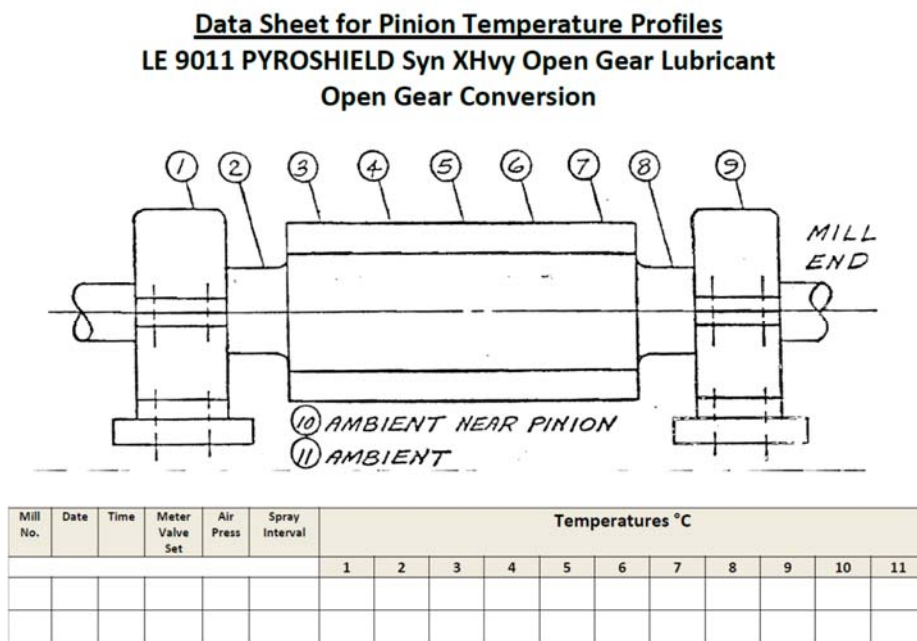 Data Sheet for Pinion Temperature Profiles
LE 9011 PYROSHIELD Syn XHvy Open Gear Lubricant
Open Gear Conversion
1 2 3 4 5 6 7 8 9
MILL
END
10 AMBIENT NEAR PINION
11 AMBIENT
Mill No. Date Time Meter Valve Set Air Press Spray Interval Temperatures °C
1 2 3 4 5 6 7 8 9 10 11